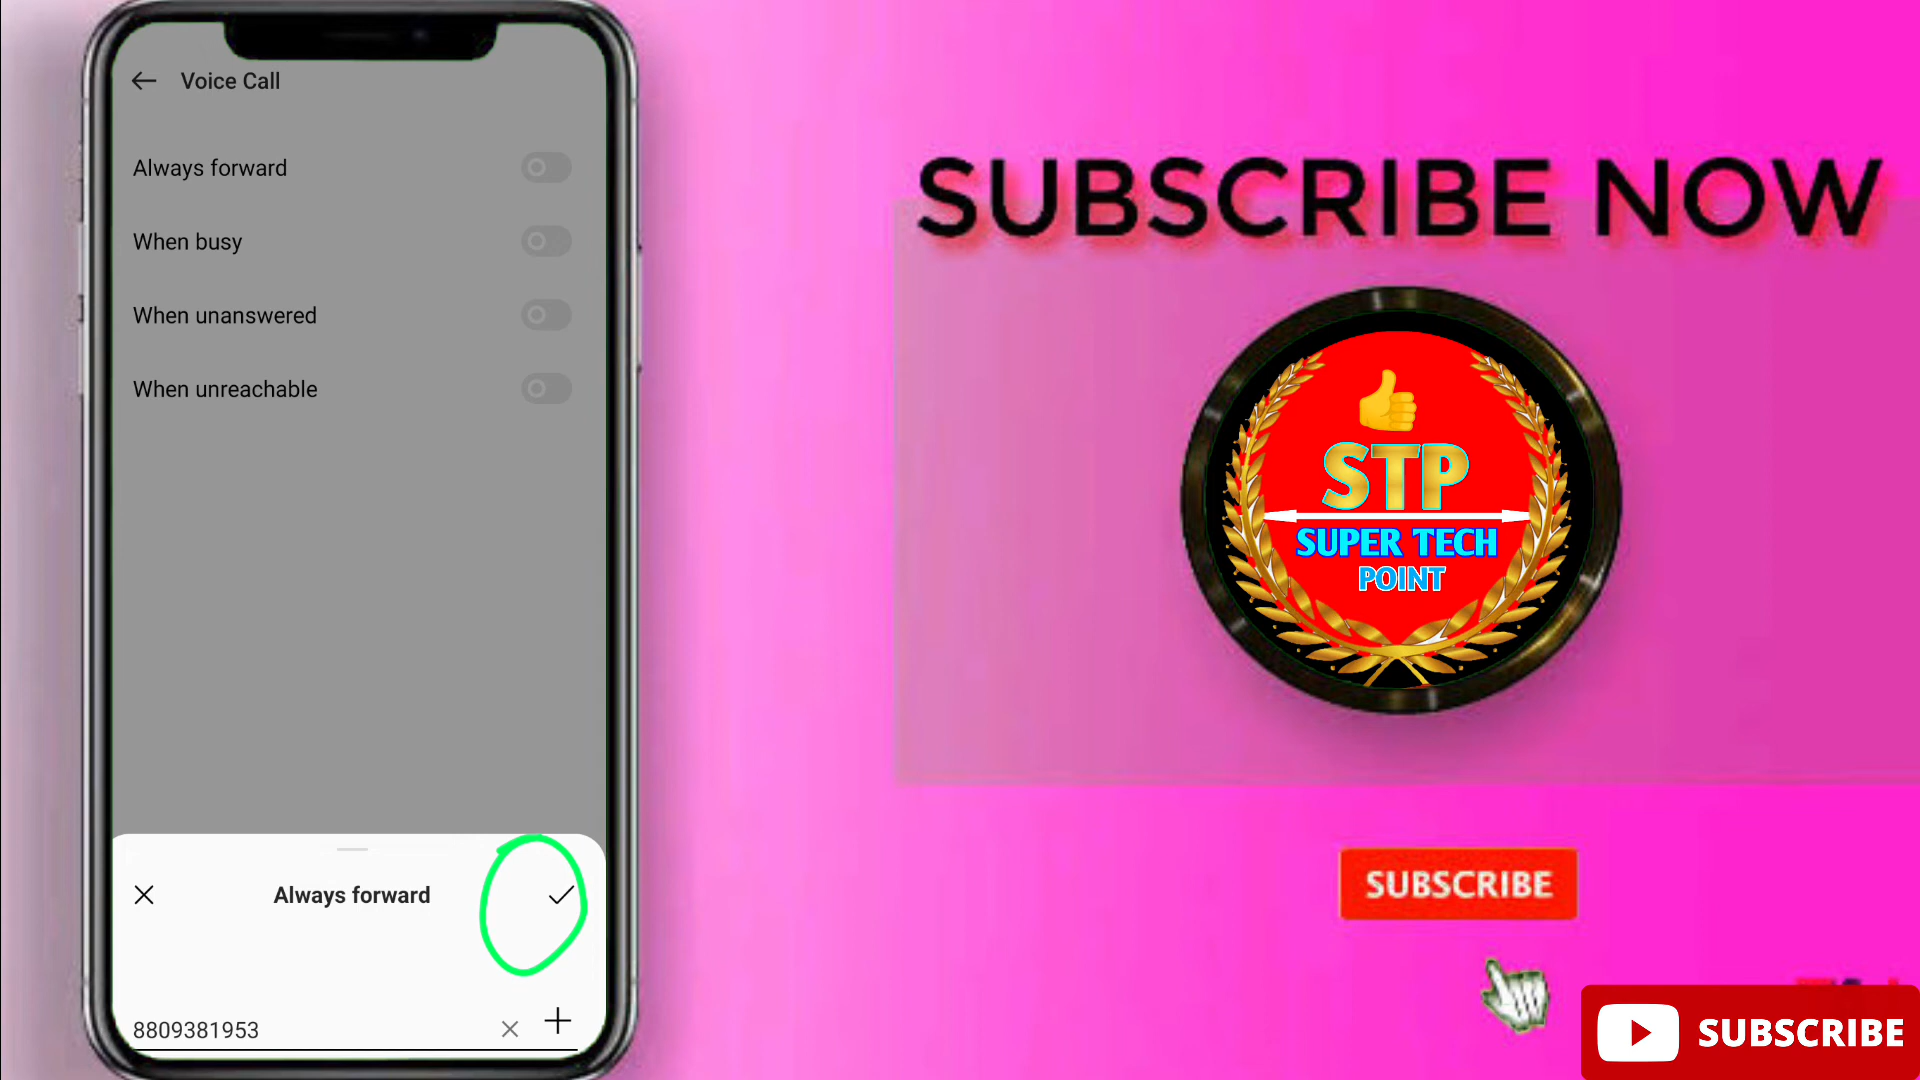 Voice Call
Always forward
When busy
When unanswered
When unreachable
Always forward
8809381953
SUBSCRIBE NOW
STP
SUPER TECH
POINT
SUBSCRIBE
SUBSCRIBE